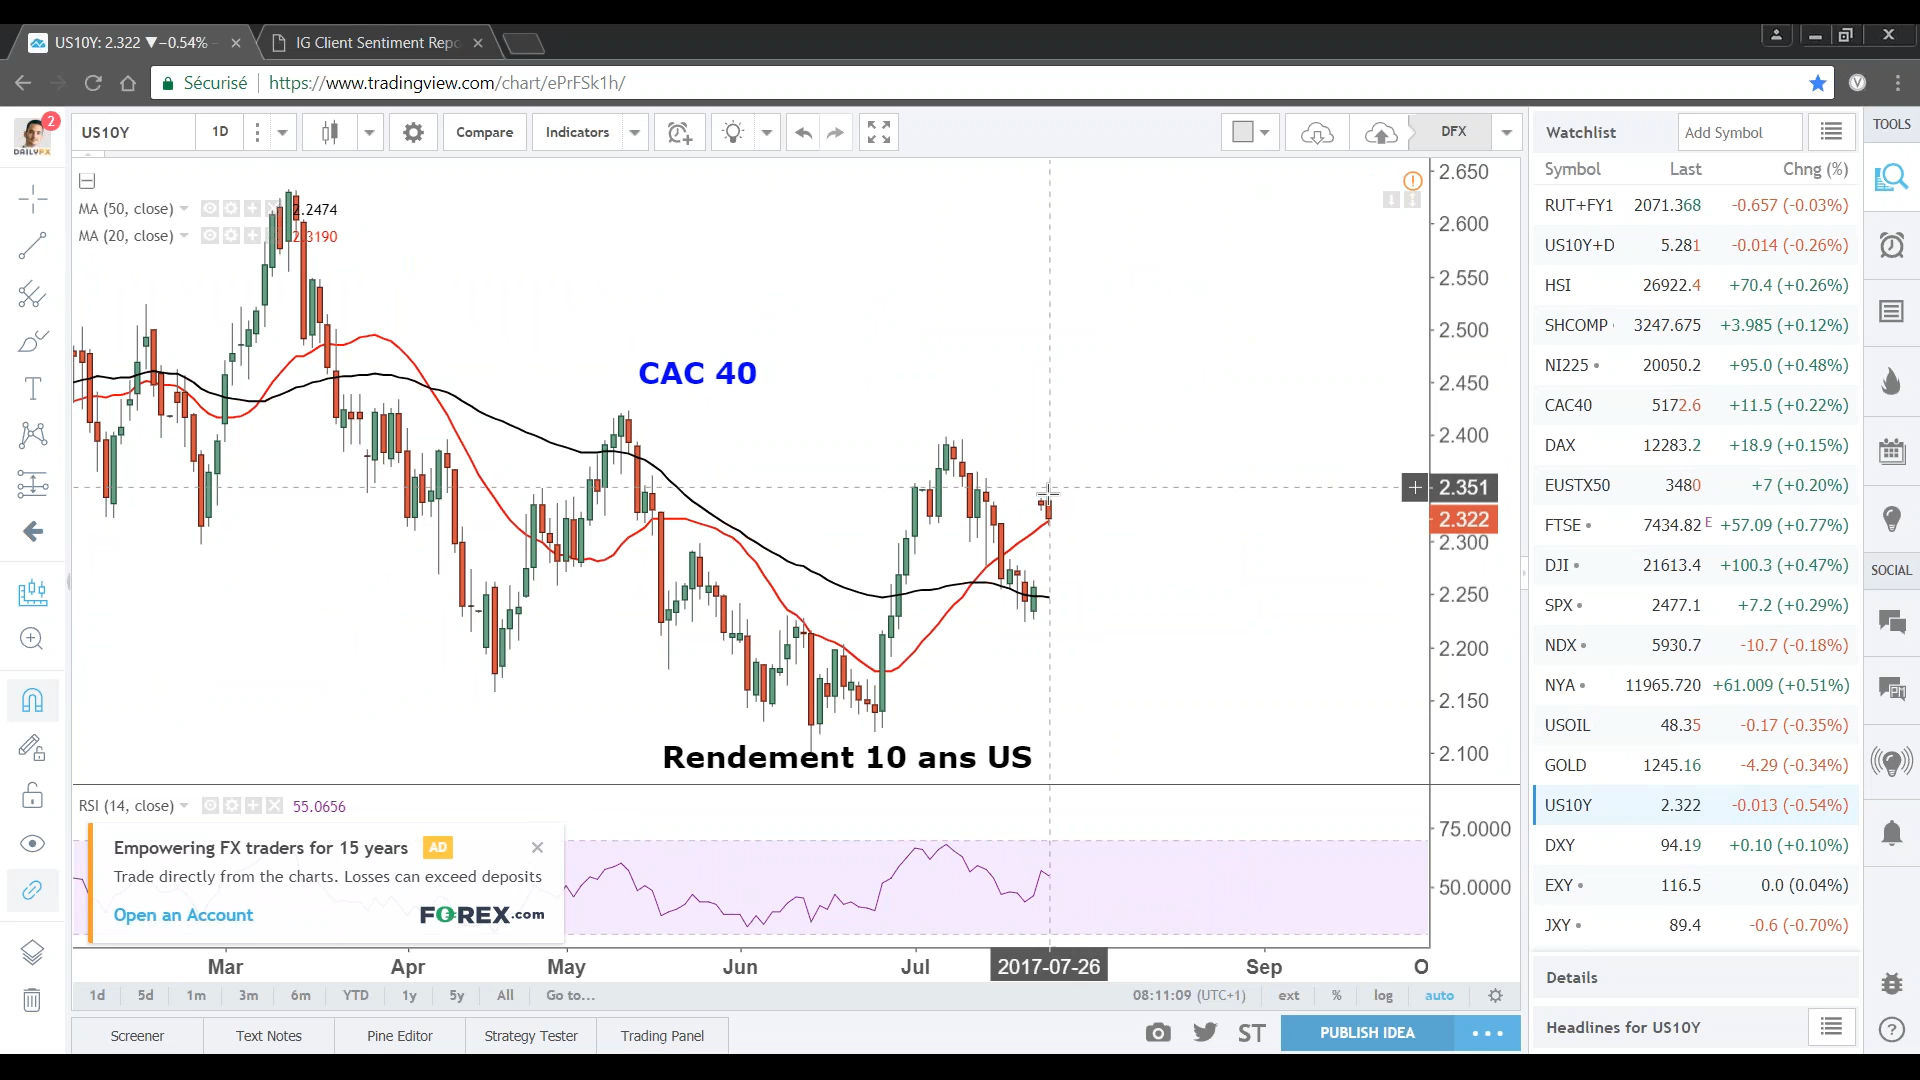 US10Y: 2.322 ▼−0.54%
IG Client Sentiment Repo
Sécurisé
https://www.tradingview.com/chart/ePrFSk1h/
2
DAILYFX
US10Y
1D
Compare
Indicators
DFX
Watchlist
Add Symbol
TOOLS
MA (50, close)
2.2474
MA (20, close)
2.3190
CAC 40
Rendement 10 ans US
2.650
2.600
2.550
2.500
2.450
2.400
2.351
2.322
2.300
2.250
2.200
2.150
2.100
RSI (14, close)
55.0656
75.0000
50.0000
Empowering FX traders for 15 years
AD
Trade directly from the charts. Losses can exceed deposits
Open an Account
FOREX.com
Mar
Apr
May
Jun
Jul
2017-07-26
Sep
O
1d
5d
1m
3m
6m
YTD
1y
5y
All
Go to...
08:11:09 (UTC+1)
ext
%
log
auto
Screener
Text Notes
Pine Editor
Strategy Tester
Trading Panel
ST
PUBLISH IDEA
Symbol Last Chng (%)
RUT+FY1 2071.368 -0.657 (-0.03%)
US10Y+D 5.281 -0.014 (-0.26%)
HSI 26922.4 +70.4 (+0.26%)
SHCOMP 3247.675 +3.985 (+0.12%)
NI225 20050.2 +95.0 (+0.48%)
CAC40 5172.6 +11.5 (+0.22%)
DAX 12283.2 +18.9 (+0.15%)
EUSTX50 3480 +7 (+0.20%)
FTSE 7434.82 E +57.09 (+0.77%)
DJI 21613.4 +100.3 (+0.47%)
SPX 2477.1 +7.2 (+0.29%)
NDX 5930.7 -10.7 (-0.18%)
NYA 11965.720 +61.009 (+0.51%)
USOIL 48.35 -0.17 (-0.35%)
GOLD 1245.16 -4.29 (-0.34%)
US10Y 2.322 -0.013 (-0.54%)
DXY 94.19 +0.10 (+0.10%)
EXY 116.5 0.0 (0.04%)
JXY 89.4 -0.6 (-0.70%)
Details
Headlines for US10Y
SOCIAL